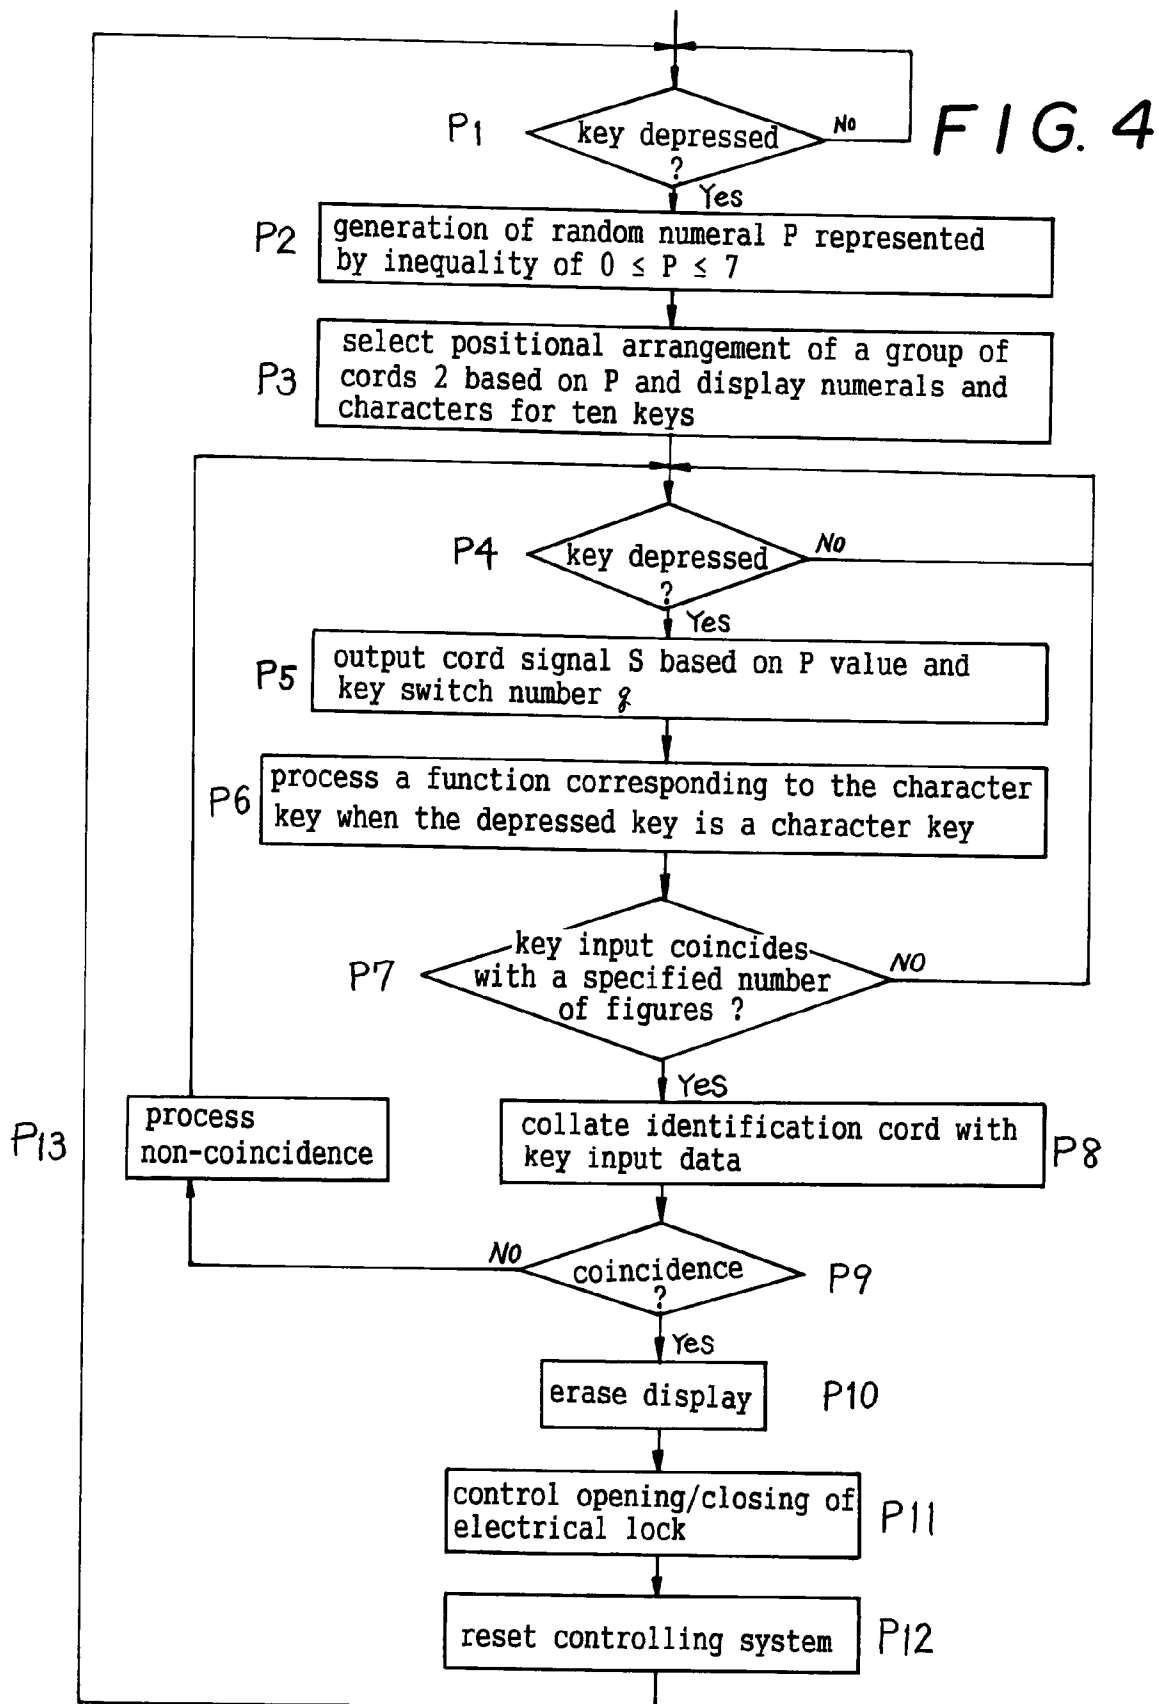 FIG. 4
P1
key depressed
?
No
Yes
P2
generation of random numeral P represented
by inequality of 0 ≤ P ≤ 7
P3
select positional arrangement of a group of
cords 2 based on P and display numerals and
characters for ten keys
P4
key depressed
?
NO
Yes
P5
output cord signal S based on P value and
key switch number q
P6
process a function corresponding to the character
key when the depressed key is a character key
P7
key input coincides
with a specified number
of figures ?
NO
Yes
P13
process
non-coincidence
collate identification cord with
key input data
P8
NO
coincidence
?
P9
Yes
erase display
P10
control opening/closing of
electrical lock
P11
reset controlling system
P12